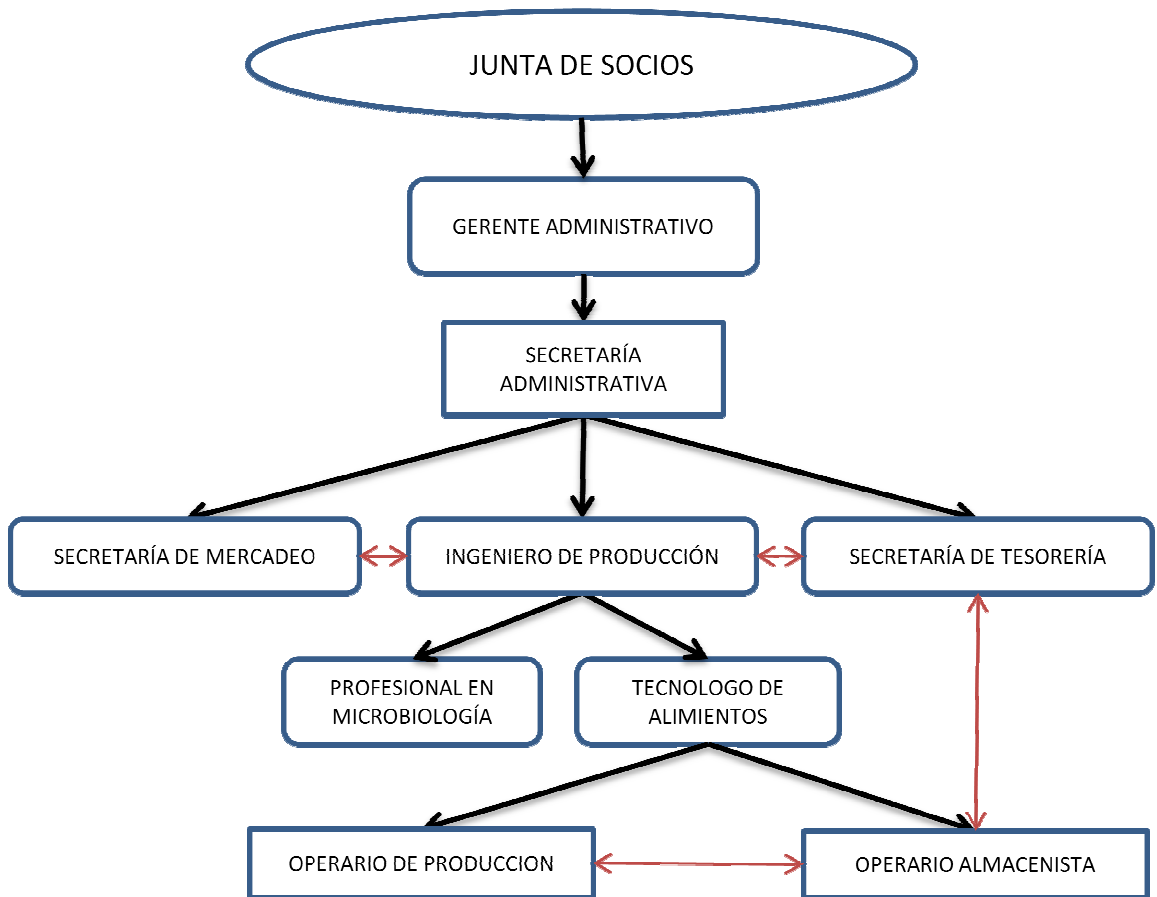 JUNTA DE SOCIOS
GERENTE ADMINISTRATIVO
SECRETARÍA
ADMINISTRATIVA
SECRETARÍA DE MERCADEO
INGENIERO DE PRODUCCIÓN
SECRETARÍA DE TESORERÍA
PROFESIONAL EN
MICROBIOLOGÍA
TECNOLOGO DE
ALIMIENTOS
OPERARIO DE PRODUCCION
OPERARIO ALMACENISTA